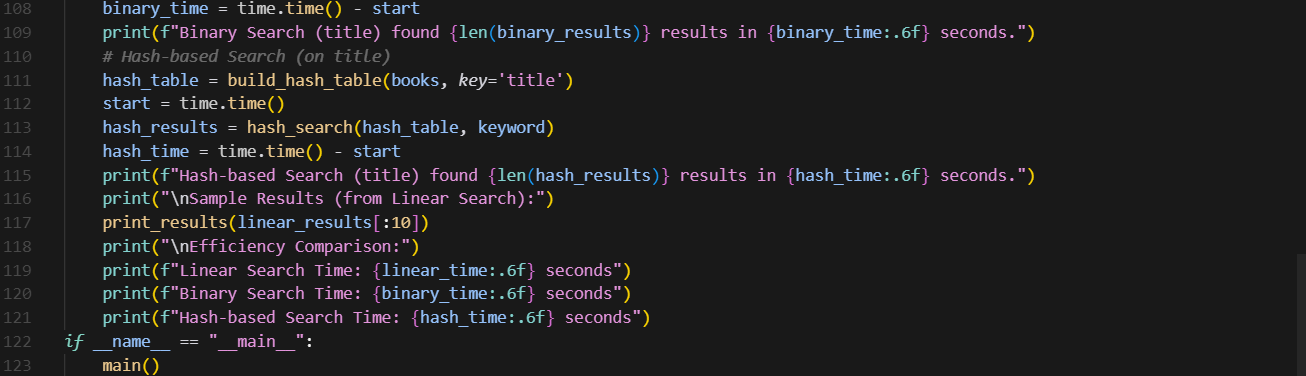 108 binary_time = time.time() - start
109 print(f"Binary Search (title) found {len(binary_results)} results in {binary_time:.6f} seconds.")
110 # Hash-based Search (on title)
111 hash_table = build_hash_table(books, key='title')
112 start = time.time()
113 hash_results = hash_search(hash_table, keyword)
114 hash_time = time.time() - start
115 print(f"Hash-based Search (title) found {len(hash_results)} results in {hash_time:.6f} seconds.")
116 print("\nSample Results (from Linear Search):")
117 print_results(linear_results[:10])
118 print("\nEfficiency Comparison:")
119 print(f"Linear Search Time: {linear_time:.6f} seconds")
120 print(f"Binary Search Time: {binary_time:.6f} seconds")
121 print(f"Hash-based Search Time: {hash_time:.6f} seconds")
122 if __name__ == "__main__":
123 main()